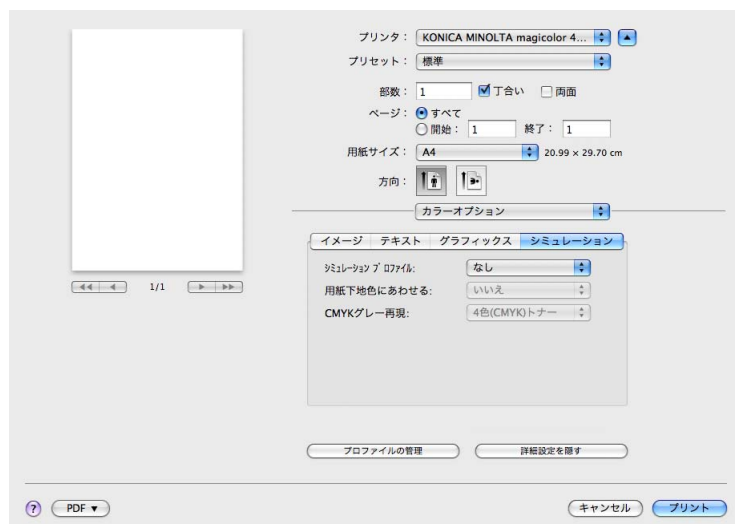 プリンタ： KONICA MINOLTA magicolor 4...
プリセット： 標準
部数： 1 丁合い 両面
ページ： すべて
開始： 1 終了： 1
用紙サイズ： A4 20.99 × 29.70 cm
方向：
カラーオプション
イメージ テキスト グラフィックス シミュレーション
ｼﾐｭﾚｰｼｮﾝ ﾌﾟﾛﾌｧｲﾙ: なし
用紙下地色にあわせる: いいえ
CMYKグレー再現: 4色(CMYK)トナー
1/1
プロファイルの管理 詳細設定を隠す
? PDF ▼ キャンセル プリント